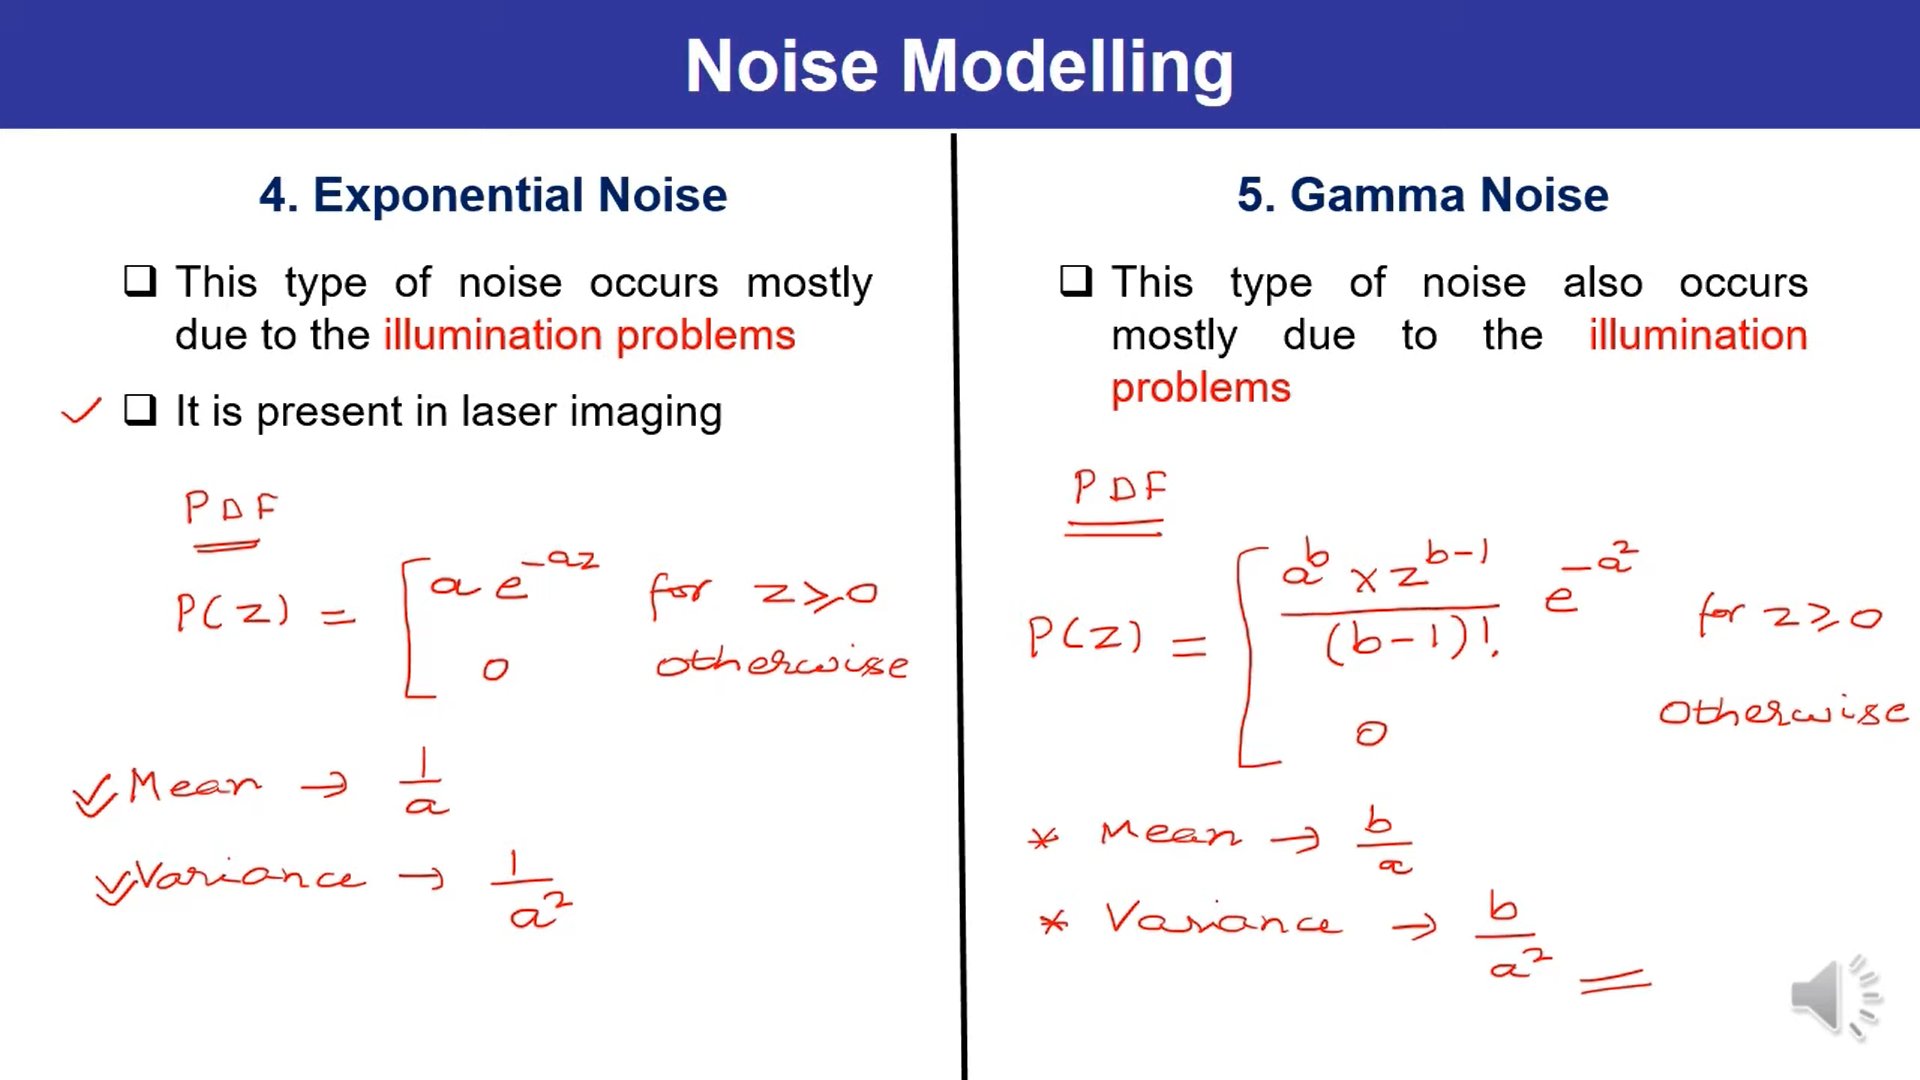 Noise Modelling
4. Exponential Noise
This type of noise occurs mostly
due to the illumination problems
It is present in laser imaging
PDF
P(z) = [ a e^-az for z ≥ 0
0 otherwise
Mean → 1/a
Variance → 1/a²
5. Gamma Noise
This type of noise also occurs
mostly due to the illumination
problems
PDF
P(z) = [ a^b × z^b-1 / (b-1)! e^-a² for z ≥ 0
0 otherwise
* Mean → b/a
* Variance → b/a²